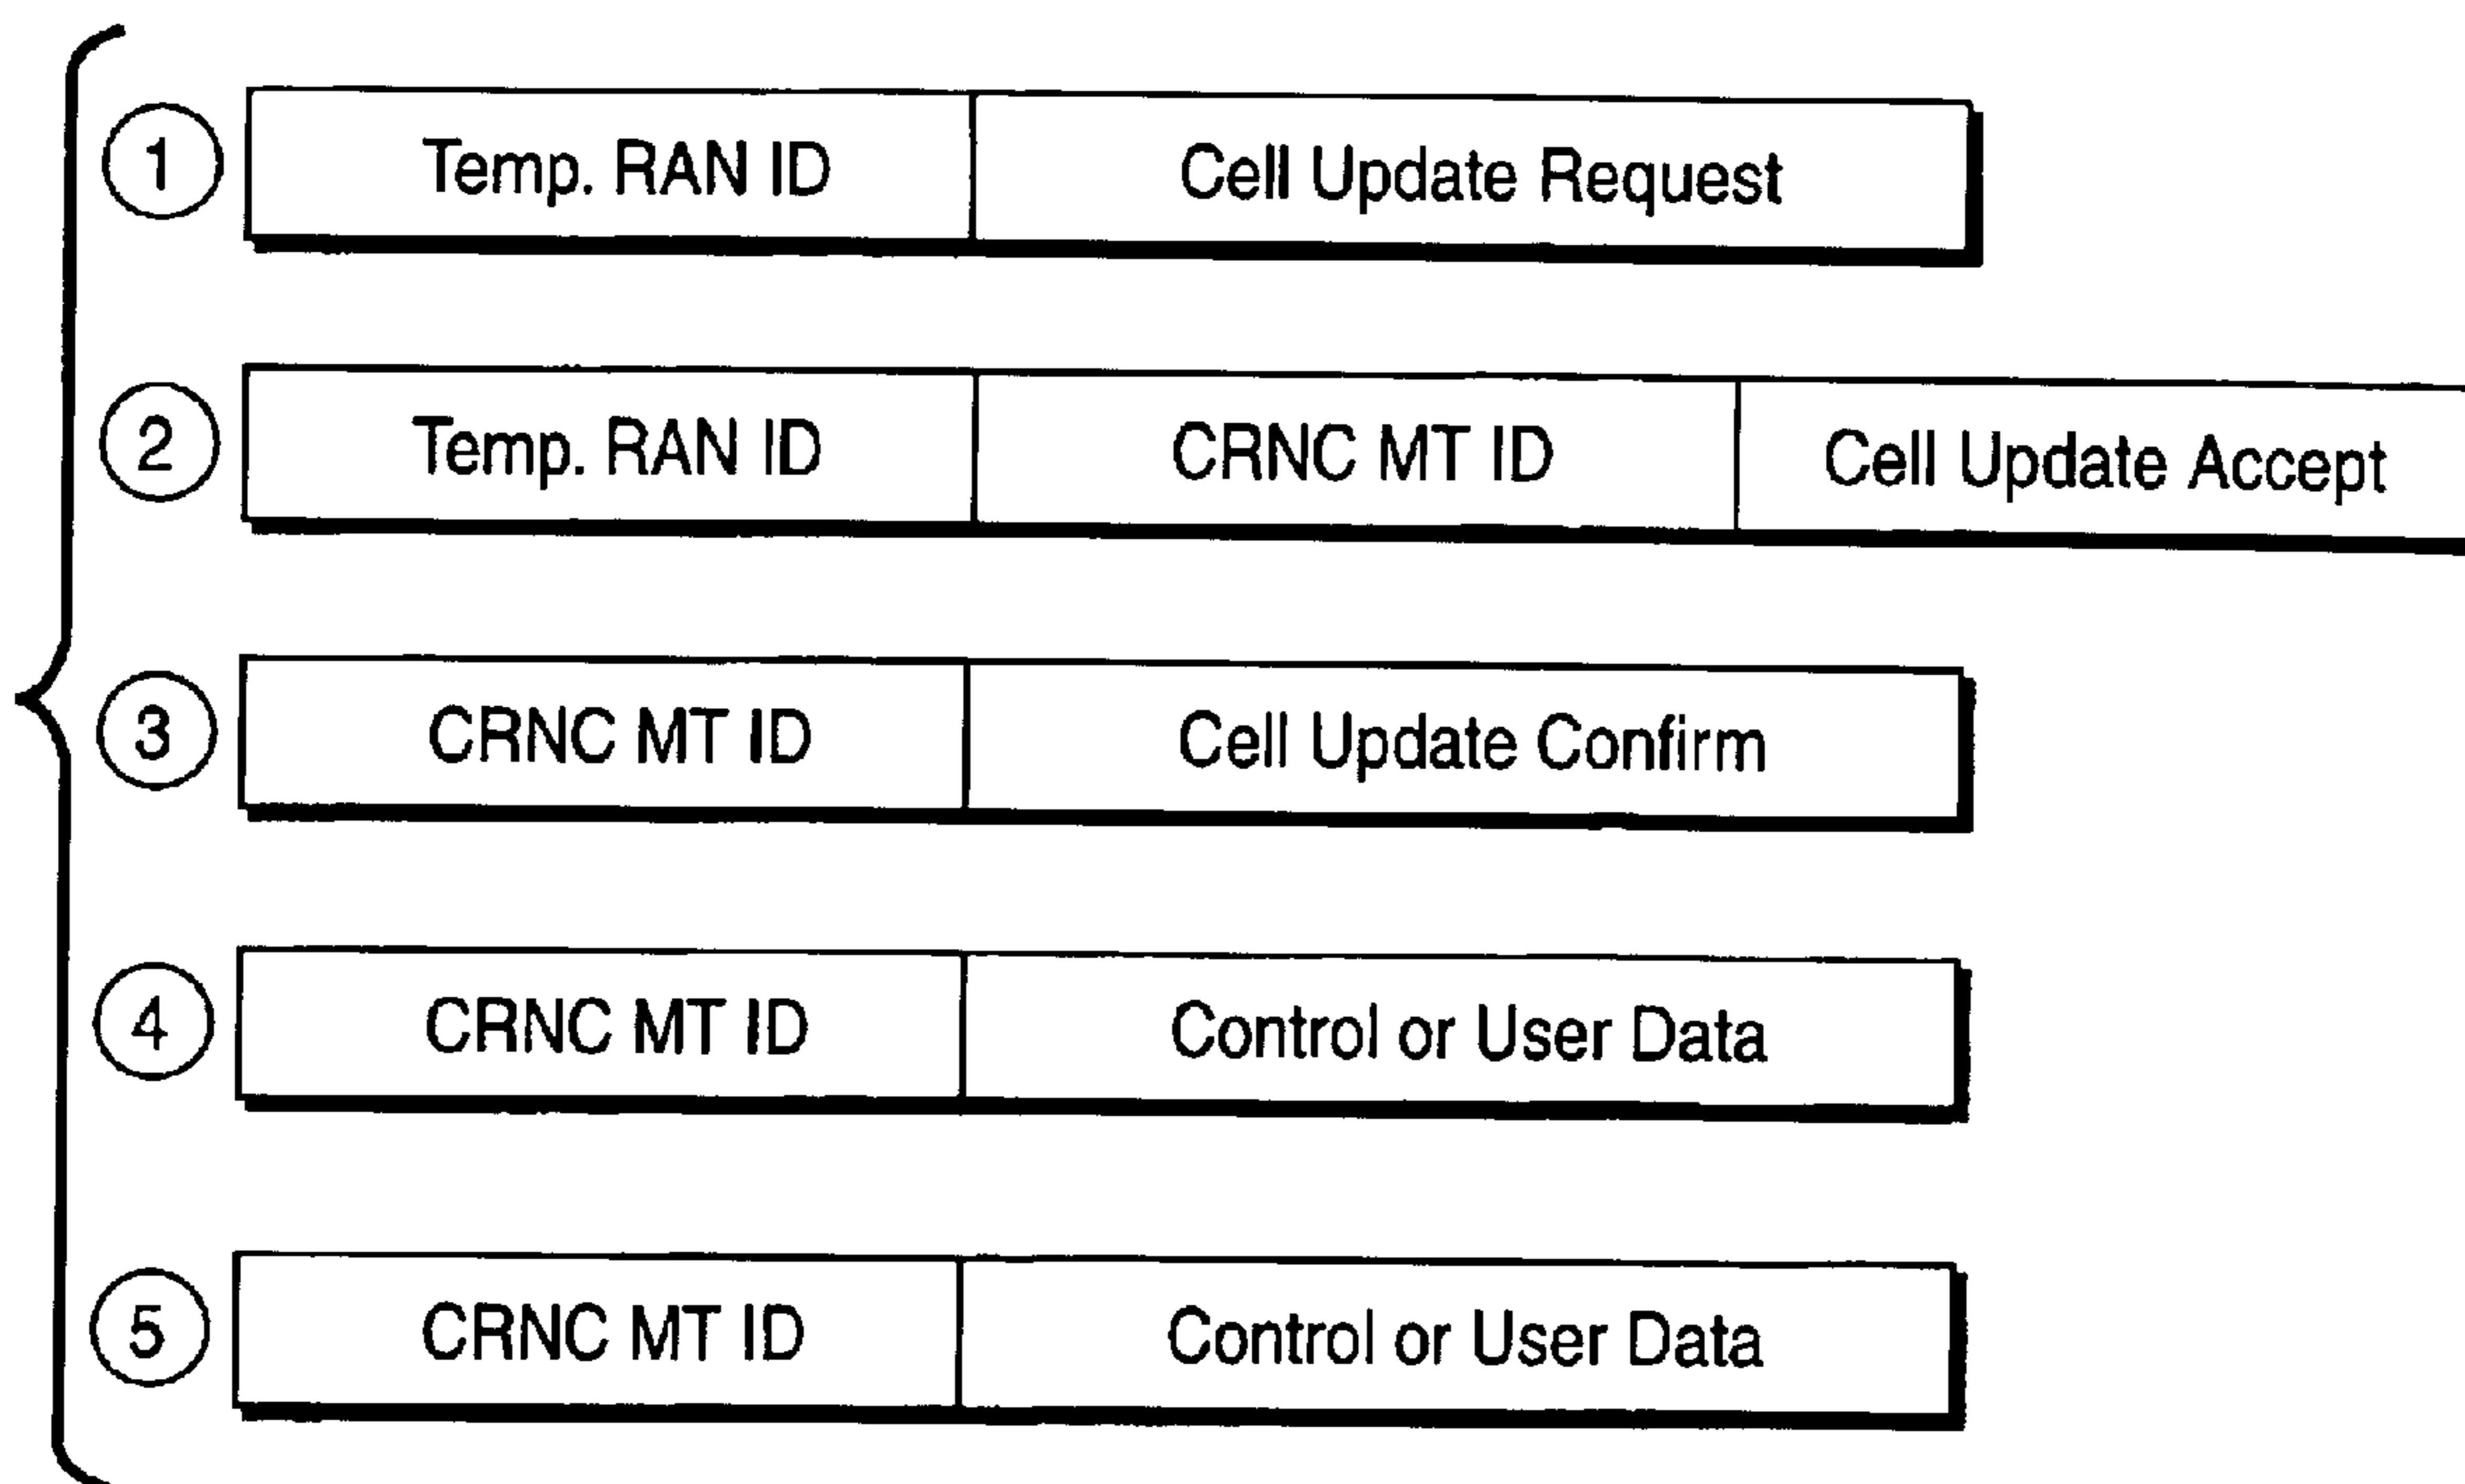 1 Temp. RAN ID Cell Update Request
2 Temp. RAN ID CRNC MT ID Cell Update Accept
3 CRNC MT ID Cell Update Confirm
4 CRNC MT ID Control or User Data
5 CRNC MT ID Control or User Data